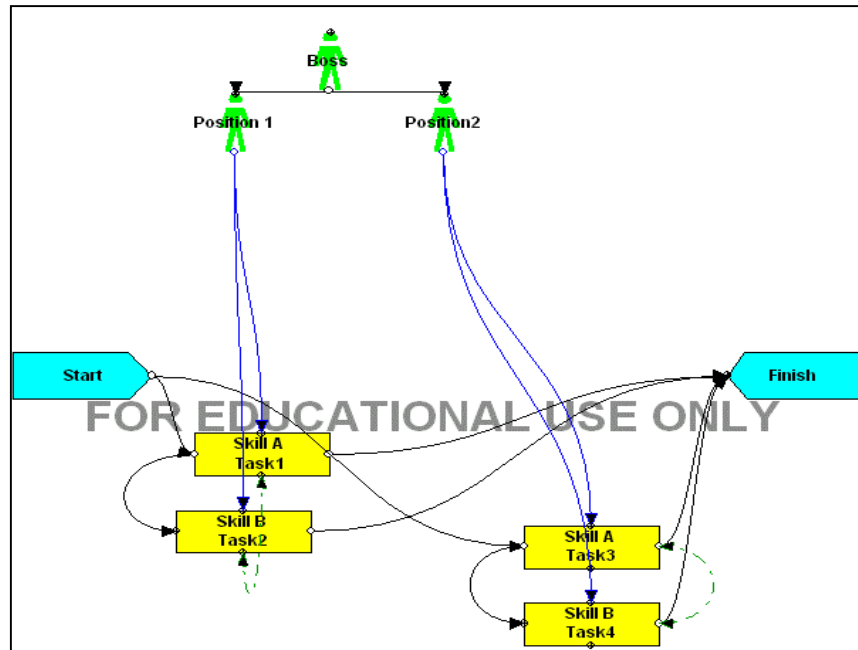 Boss
Position 1
Position2
Start
Finish
FOR EDUCATIONAL USE ONLY
Skill A
Task1
Skill B
Task2
Skill A
Task3
Skill B
Task4